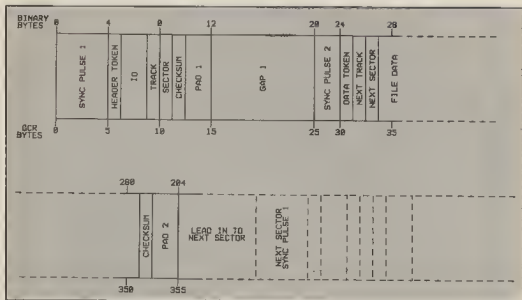 BINARY BYTES 0 4 8 12 20 24 28
SYNC PULSE 1
HEADER TOKEN
ID
TRACK
SECTOR
CHECKSUM
PAD 1
GAP 1
SYNC PULSE 2
DATA TOKEN
NEXT TRACK
NEXT SECTOR
FILE DATA
GCR BYTES 0 5 10 15 25 30 35
280 284
CHECKSUM
PAD 2
LEAD IN TO
NEXT SECTOR
NEXT SECTOR
SYNC PULSE 1
350 355